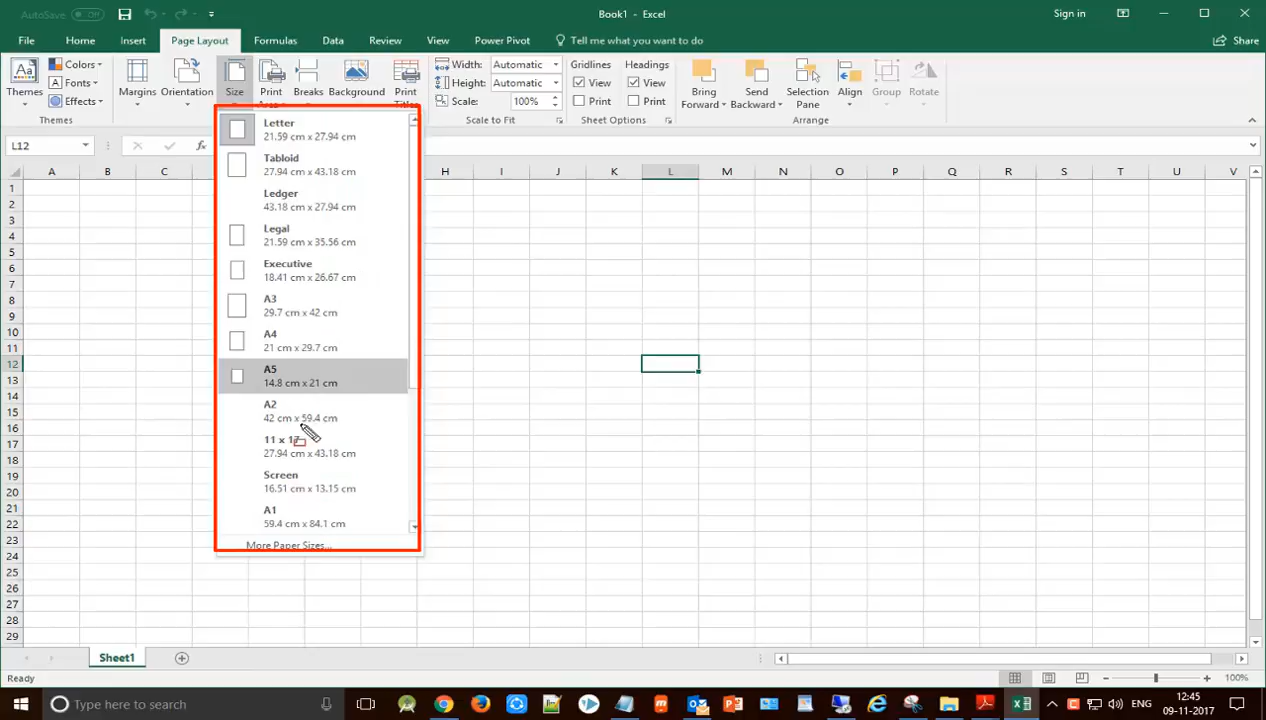 AutoSave Off
Book1 - Excel
Sign in
File Home Insert Page Layout Formulas Data Review View Power Pivot Tell me what you want to do Share
Themes
Colors
Fonts
Effects
Margins Orientation Size
Print
Area
Breaks Background
Print
Titles
Width: Automatic
Height: Automatic
Scale: 100%
Gridlines
View
Print
Headings
View
Print
Bring
Forward
Send
Backward
Selection
Pane
Align Group Rotate
Themes Scale to Fit Sheet Options Arrange
L12 fx
A B C H I J K L M N O P Q R S T U V
1
2
3
4
5
6
7
8
9
10
11
12
13
14
15
16
17
18
19
20
21
22
23
24
25
26
27
28
29
Letter
21.59 cm x 27.94 cm
Tabloid
27.94 cm x 43.18 cm
Ledger
43.18 cm x 27.94 cm
Legal
21.59 cm x 35.56 cm
Executive
18.41 cm x 26.67 cm
A3
29.7 cm x 42 cm
A4
21 cm x 29.7 cm
A5
14.8 cm x 21 cm
A2
42 cm x 59.4 cm
11 x 17
27.94 cm x 43.18 cm
Screen
16.51 cm x 13.15 cm
A1
59.4 cm x 84.1 cm
More Paper Sizes...
Sheet1
Ready
100%
Type here to search
ENG
12:45
09-11-2017